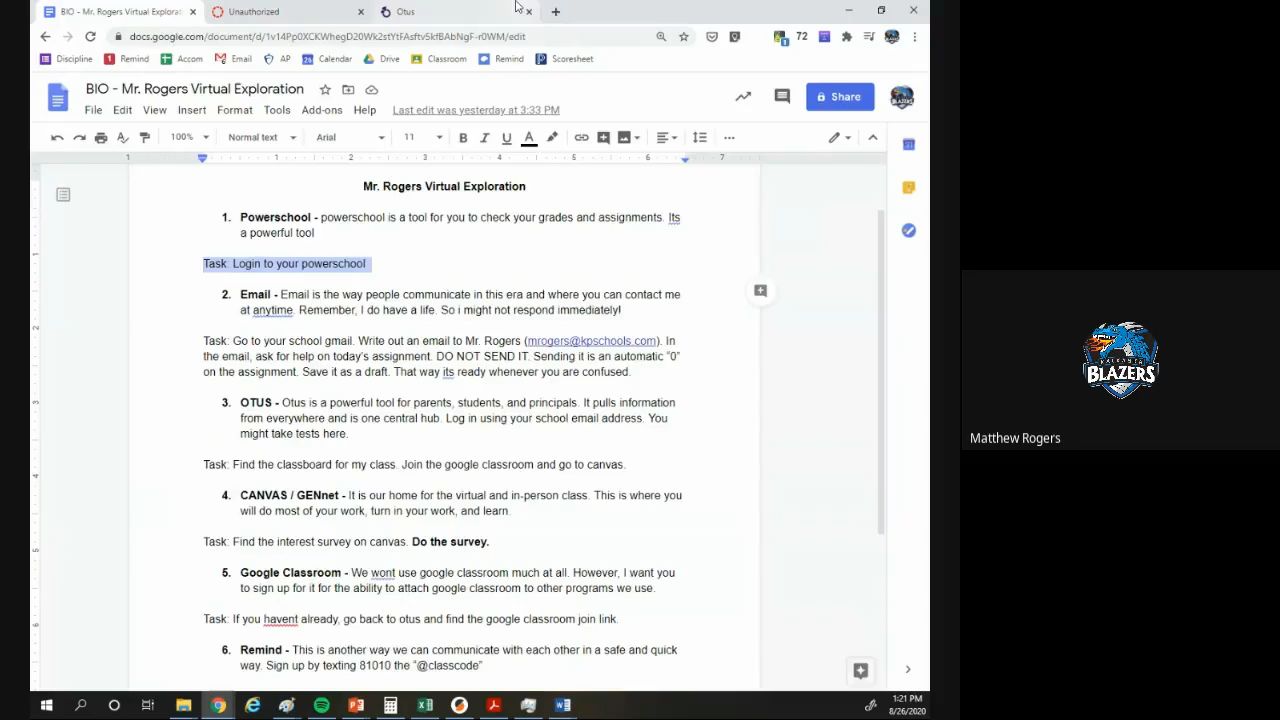 BIO - Mr. Rogers Virtual Explorat
Unauthorized
Otus
docs.google.com/document/d/1v14Pp0XCKWhegD20Wk2stYtFAsftv5kfBAbNgF-r0WM/edit
72
Discipline Remind Accom Email AP Calendar Drive Classroom Remind Scoresheet
BIO - Mr. Rogers Virtual Exploration
Share
File Edit View Insert Format Tools Add-ons Help Last edit was yesterday at 3:33 PM
100% Normal text Arial 11 B I U A
1 1 2 3 4 5 6 7
Mr. Rogers Virtual Exploration
1. Powerschool - powerschool is a tool for you to check your grades and assignments. Its
a powerful tool
Task: Login to your powerschool
2. Email - Email is the way people communicate in this era and where you can contact me
at anytime. Remember, I do have a life. So i might not respond immediately!
Task: Go to your school gmail. Write out an email to Mr. Rogers (mrogers@kpschools.com). In
the email, ask for help on today's assignment. DO NOT SEND IT. Sending it is an automatic “0”
on the assignment. Save it as a draft. That way its ready whenever you are confused.
3. OTUS - Otus is a powerful tool for parents, students, and principals. It pulls information
from everywhere and is one central hub. Log in using your school email address. You
might take tests here.
Task: Find the classboard for my class. Join the google classroom and go to canvas.
4. CANVAS / GENnet - It is our home for the virtual and in-person class. This is where you
will do most of your work, turn in your work, and learn.
Task: Find the interest survey on canvas. Do the survey.
5. Google Classroom - We wont use google classroom much at all. However, I want you
to sign up for it for the ability to attach google classroom to other programs we use.
Task: If you havent already, go back to otus and find the google classroom join link.
6. Remind - This is another way we can communicate with each other in a safe and quick
way. Sign up by texting 81010 the “@classcode”
BLAZERS
Matthew Rogers
1:21 PM
8/26/2020